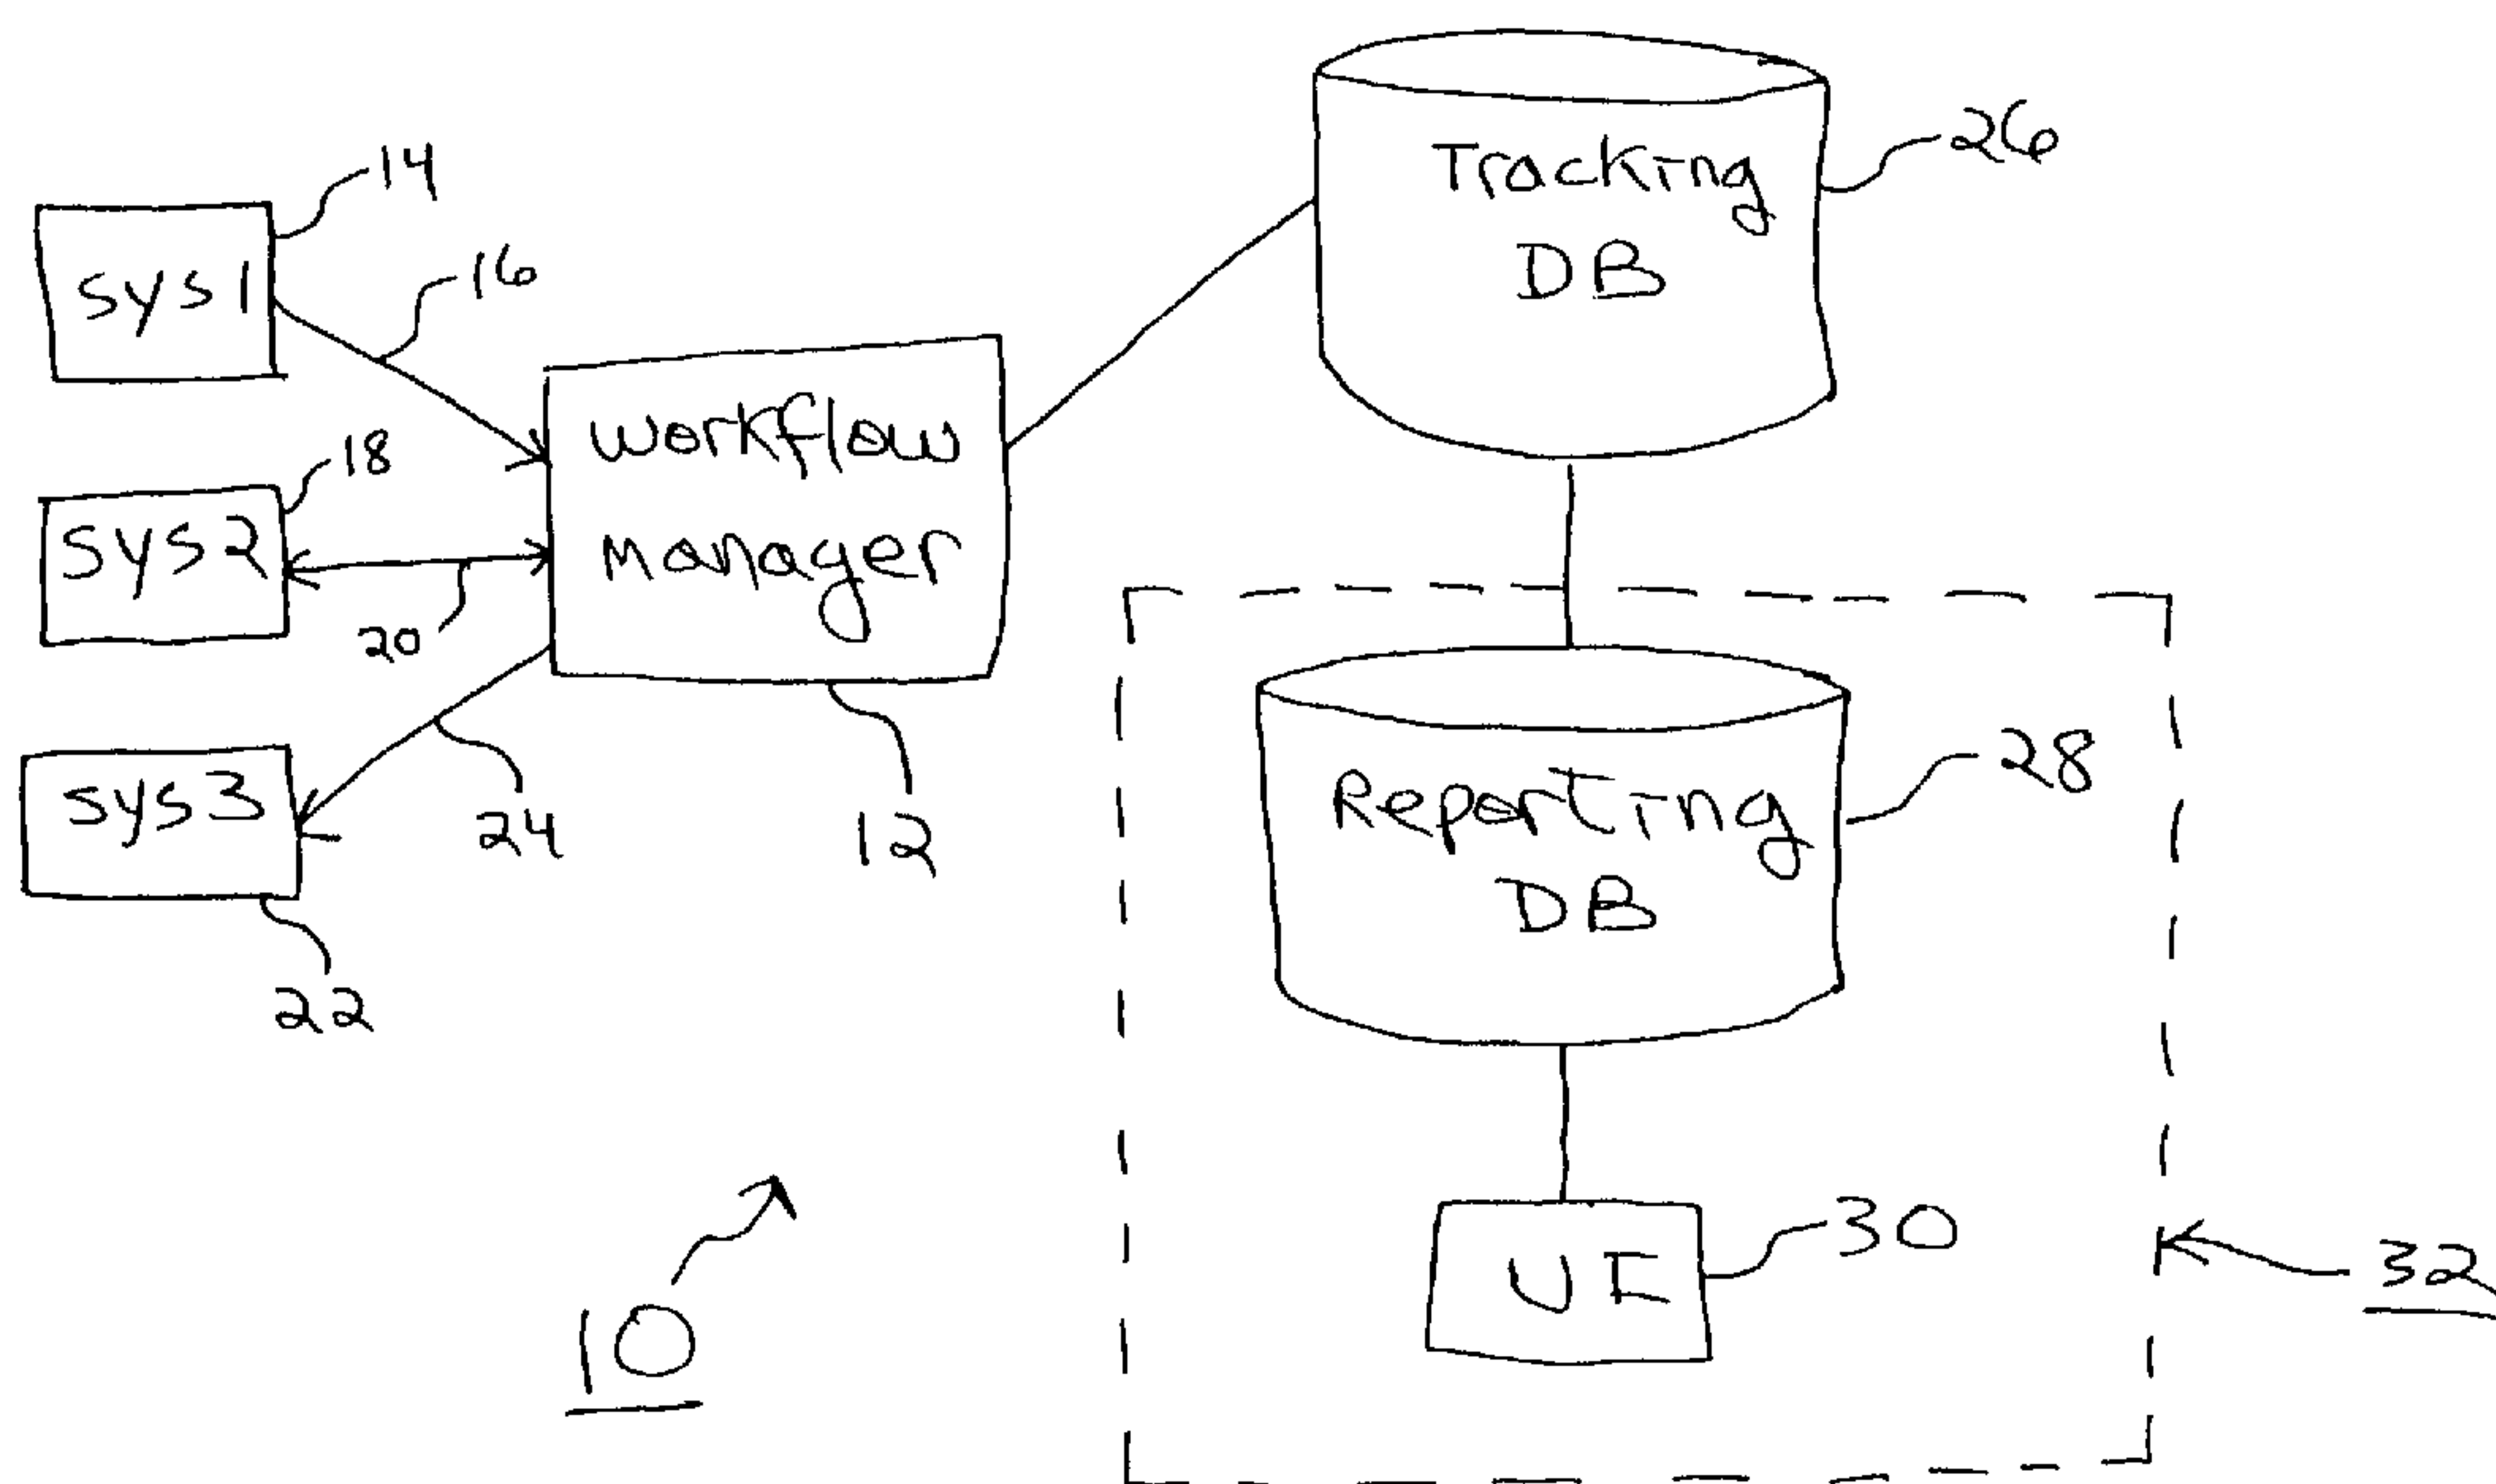 14
sys1
16
Tracking
DB
26
workflow
manager
18
sys2
20
sys3
24
12
22
Reporting
DB
28
UI
30
32
10